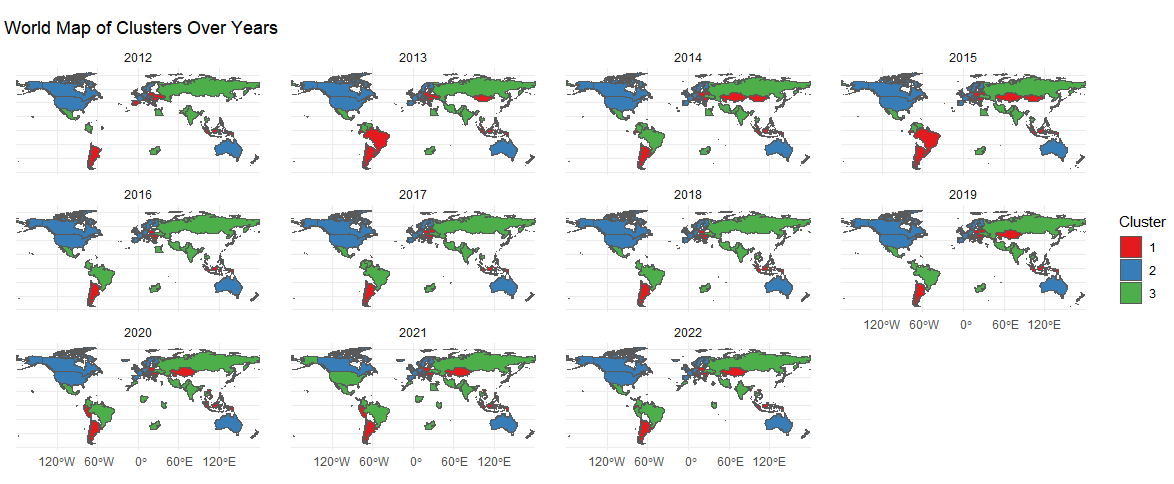 World Map of Clusters Over Years
2012 2013 2014 2015
2016 2017 2018 2019
Cluster
1
2
3
120°W 60°W 0° 60°E 120°E
2020 2021 2022
120°W 60°W 0° 60°E 120°E 120°W 60°W 0° 60°E 120°E 120°W 60°W 0° 60°E 120°E